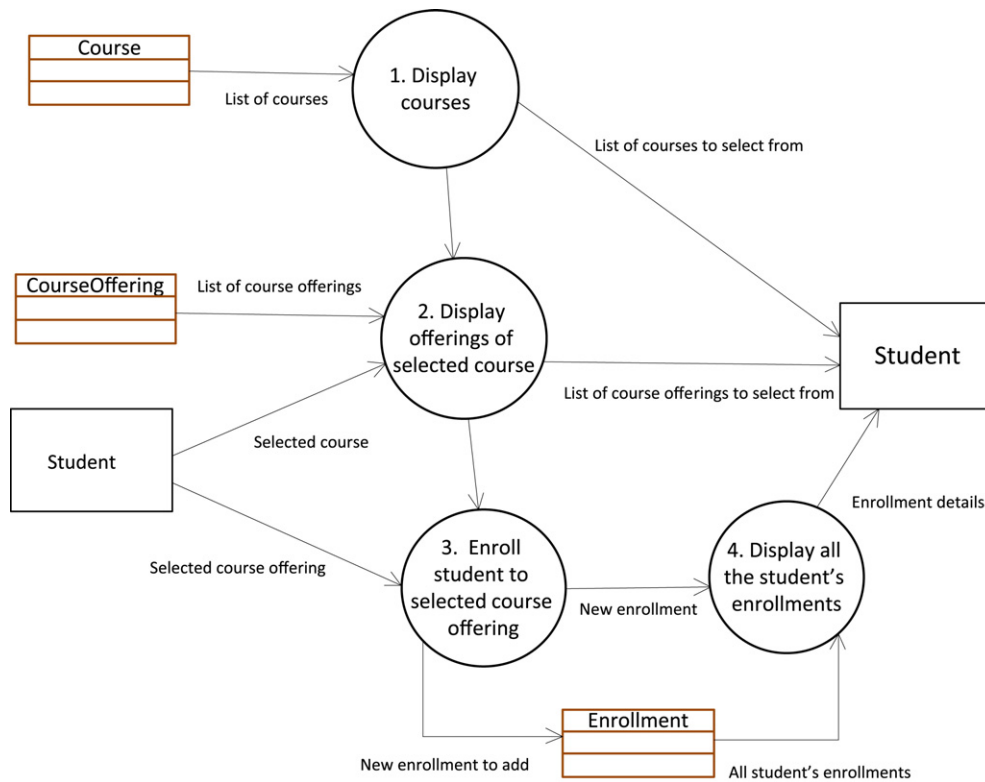 Course
1. Display
courses
List of courses
List of courses to select from
CourseOffering
List of course offerings
2. Display
offerings of
selected course
Student
List of course offerings to select from
Student
Selected course
Selected course offering
3. Enroll
student to
selected course
offering
New enrollment
4. Display all
the student’s
enrollments
Enrollment details
Enrollment
New enrollment to add
All student’s enrollments